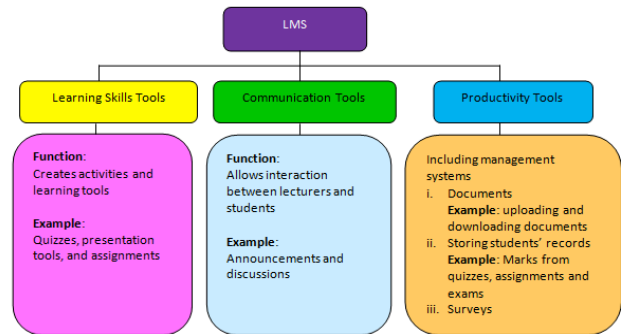 LMS
Learning Skills Tools
Communication Tools
Productivity Tools
Function:
Creates activities and
learning tools
Example:
Quizzes, presentation
tools, and assignments
Function:
Allows interaction
between lecturers and
students
Example:
Announcements and
discussions
Including management
systems
i. Documents
Example: uploading and
downloading documents
ii. Storing students’ records
Example: Marks from
quizzes, assignments and
exams
iii. Surveys